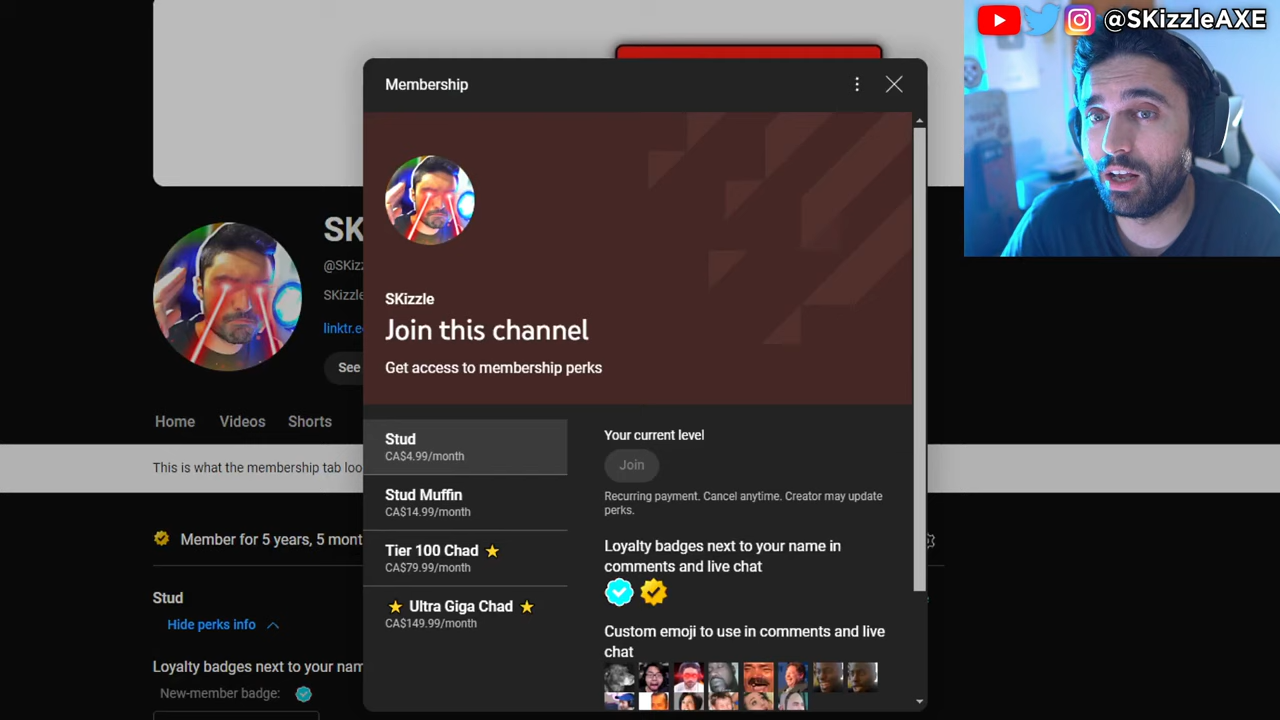 @SKizzleAXE
Membership
SK
@SKizz
SKizzle
linktr.e
See
Home Videos Shorts
This is what the membership tab loo
Member for 5 years, 5 mont
Stud
Hide perks info
Loyalty badges next to your nam
New-member badge:
SKizzle
Join this channel
Get access to membership perks
Stud
CA$4.99/month
Stud Muffin
CA$14.99/month
Tier 100 Chad
CA$79.99/month
Ultra Giga Chad
CA$149.99/month
Your current level
Join
Recurring payment. Cancel anytime. Creator may update
perks.
Loyalty badges next to your name in
comments and live chat
Custom emoji to use in comments and live
chat